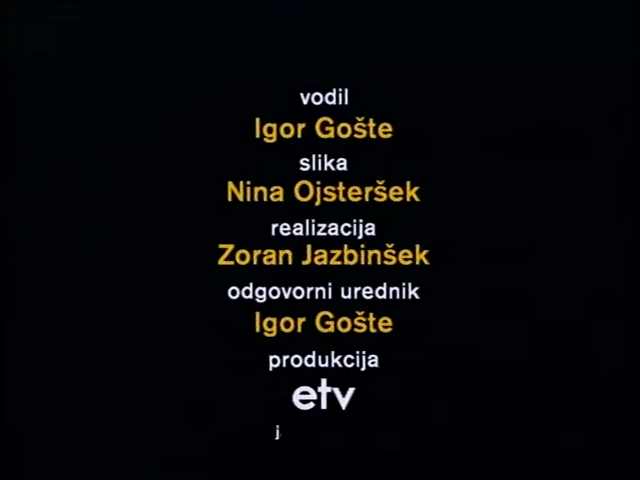 vodil
Igor Gošte
slika
Nina Ojsteršek
realizacija
Zoran Jazbinšek
odgovorni urednik
Igor Gošte
produkcija
etv
j